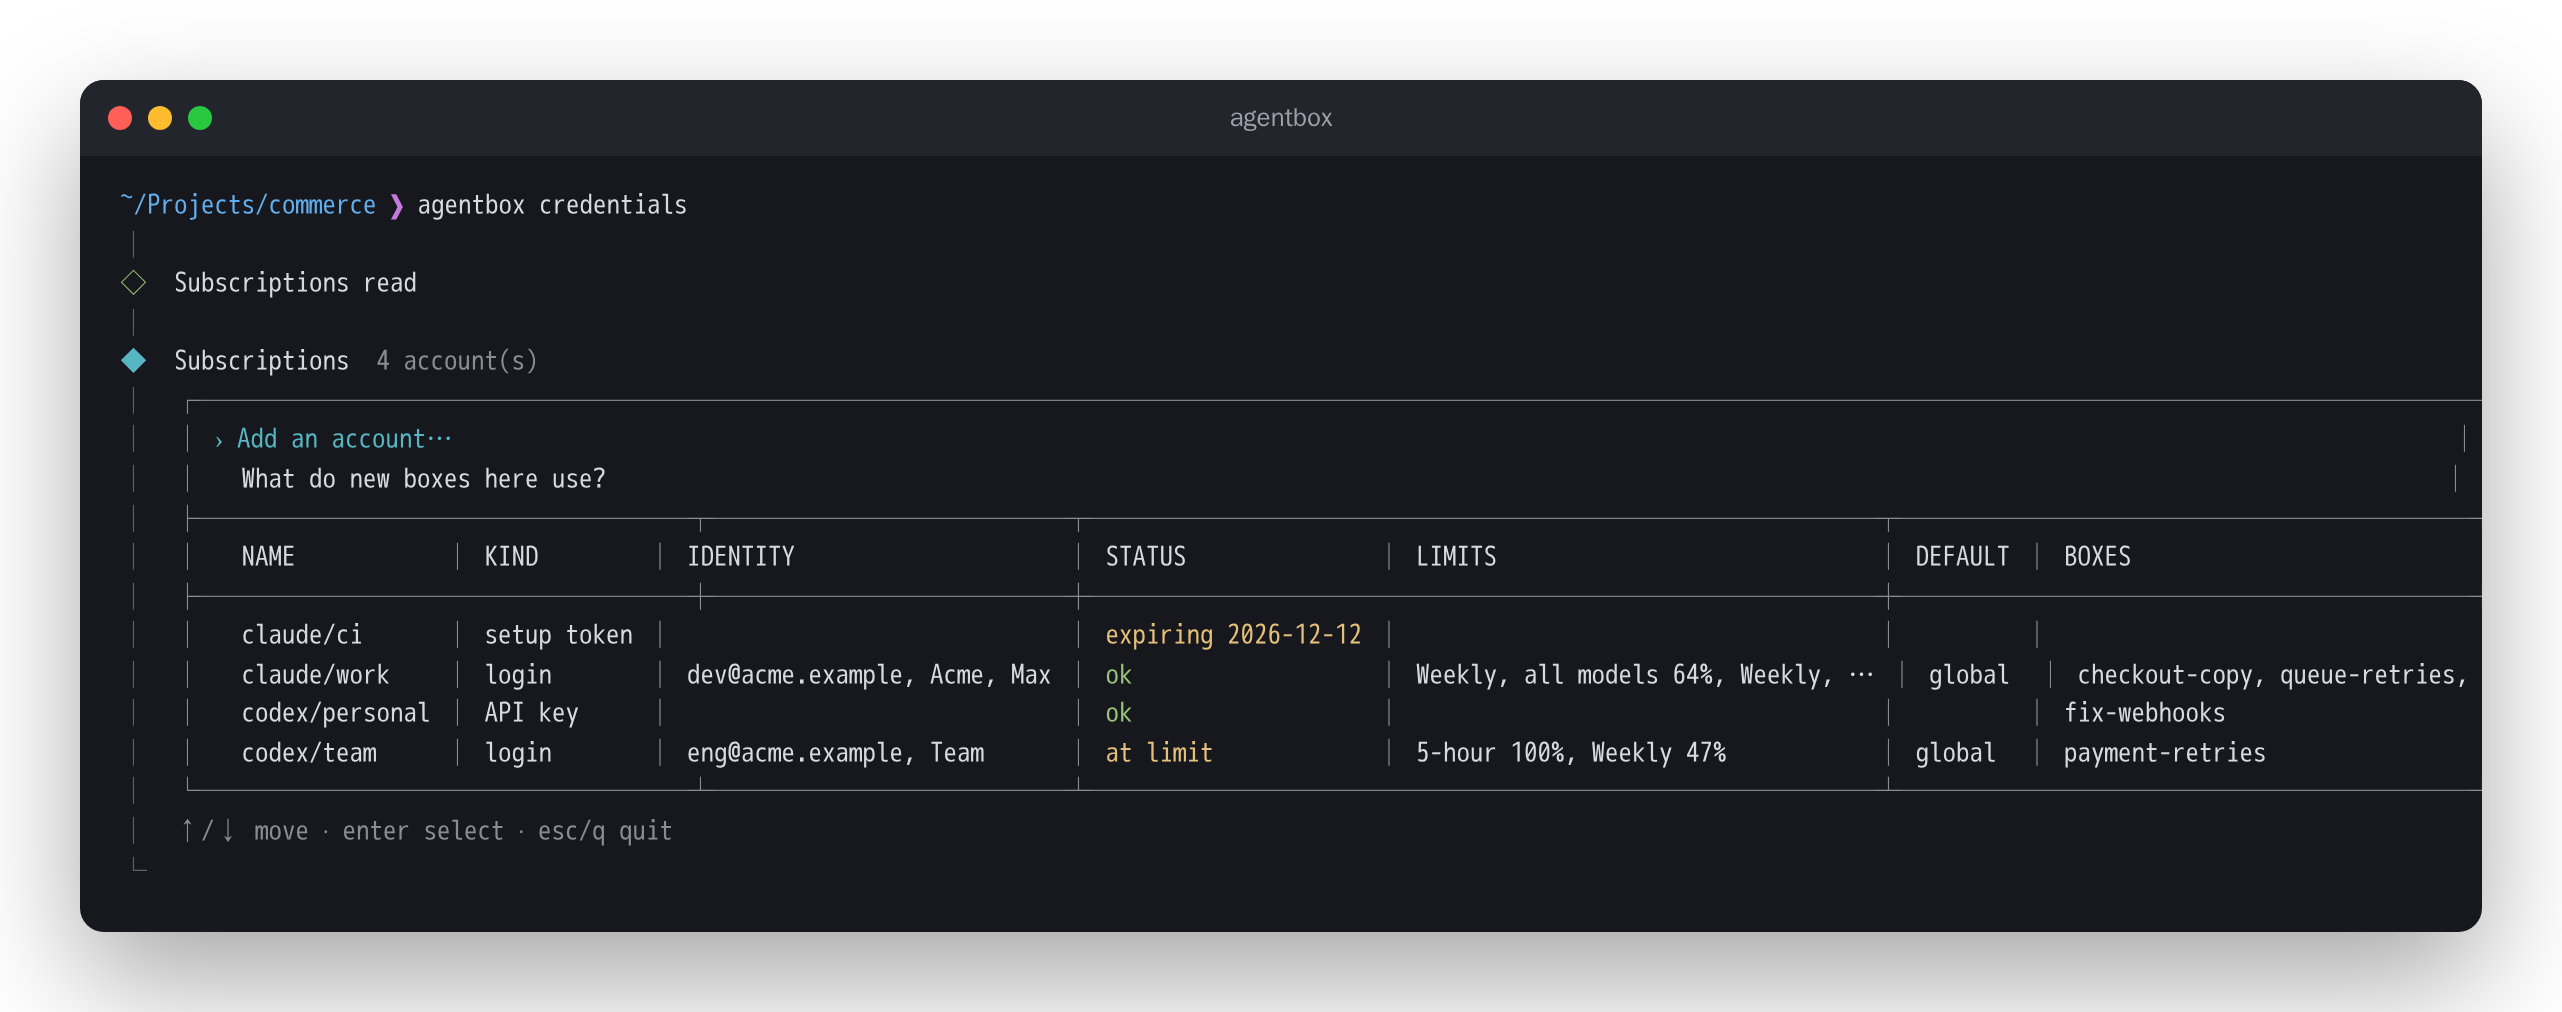 agentbox
~/Projects/commerce ❯ agentbox credentials
Subscriptions read
Subscriptions 4 account(s)
› Add an account…
What do new boxes here use?
NAME │ KIND │ IDENTITY │ STATUS │ LIMITS │ DEFAULT │ BOXES
claude/ci │ setup token │ │ expiring 2026-12-12 │ │ │
claude/work │ login │ dev@acme.example, Acme, Max │ ok │ Weekly, all models 64%, Weekly, … │ global │ checkout-copy, queue-retries,
codex/personal │ API key │ │ ok │ │ │ fix-webhooks
codex/team │ login │ eng@acme.example, Team │ at limit │ 5-hour 100%, Weekly 47% │ global │ payment-retries
↑/↓ move · enter select · esc/q quit